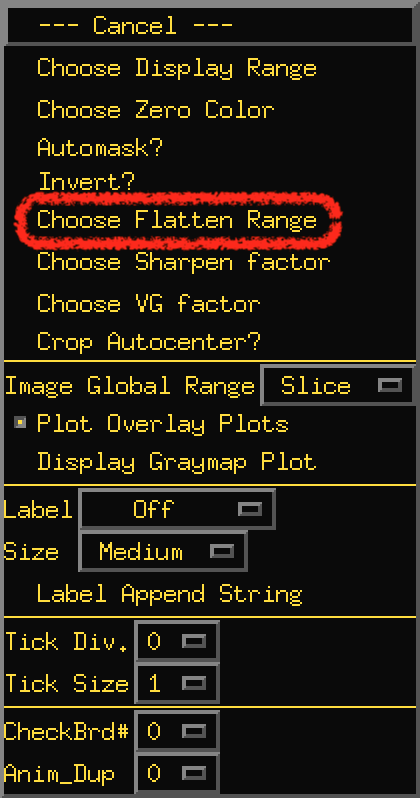 --- Cancel ---
Choose Display Range
Choose Zero Color
Automask?
Invert?
Choose Flatten Range
Choose Sharpen factor
Choose VG factor
Crop Autocenter?
Image Global Range Slice
Plot Overlay Plots
Display Graymap Plot
Label Off
Size Medium
Label Append String
Tick Div. 0
Tick Size 1
CheckBrd# 0
Anim_Dup 0